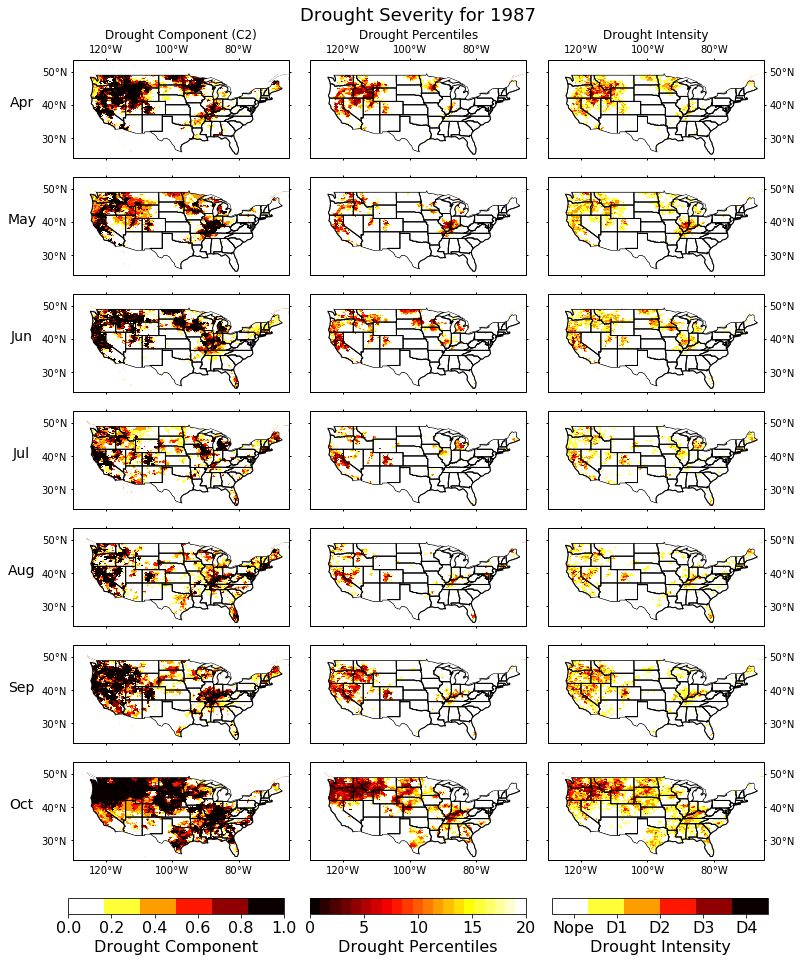 Drought Severity for 1987
Drought Component (C2) Drought Percentiles Drought Intensity
120°W 100°W 80°W 120°W 100°W 80°W 120°W 100°W 80°W
50°N 50°N
Apr 40°N 40°N
30°N 30°N
50°N 50°N
May 40°N 40°N
30°N 30°N
50°N 50°N
Jun 40°N 40°N
30°N 30°N
50°N 50°N
Jul 40°N 40°N
30°N 30°N
50°N 50°N
Aug 40°N 40°N
30°N 30°N
50°N 50°N
Sep 40°N 40°N
30°N 30°N
50°N 50°N
Oct 40°N 40°N
30°N 30°N
120°W 100°W 80°W 120°W 100°W 80°W 120°W 100°W 80°W
0.0 0.2 0.4 0.6 0.8 1.0 0 5 10 15 20 Nope D1 D2 D3 D4
Drought Component Drought Percentiles Drought Intensity